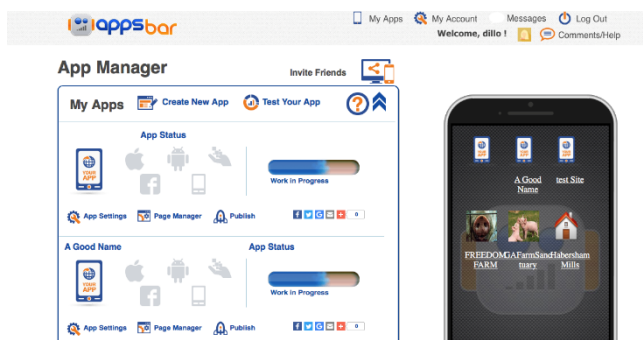 appsbar
My Apps My Account Messages Log Out
Welcome, dillo ! Comments/Help
App Manager
Invite Friends
My Apps Create New App Test Your App ?
App Status
YOUR
APP
Work in Progress
App Settings Page Manager Publish 0
A Good Name App Status
YOUR
APP
Work in Progress
App Settings Page Manager Publish 0
A Good
Name
test Site
FREEDOM
FARM
GAFarmSanc
tuary
Habersham
Mills